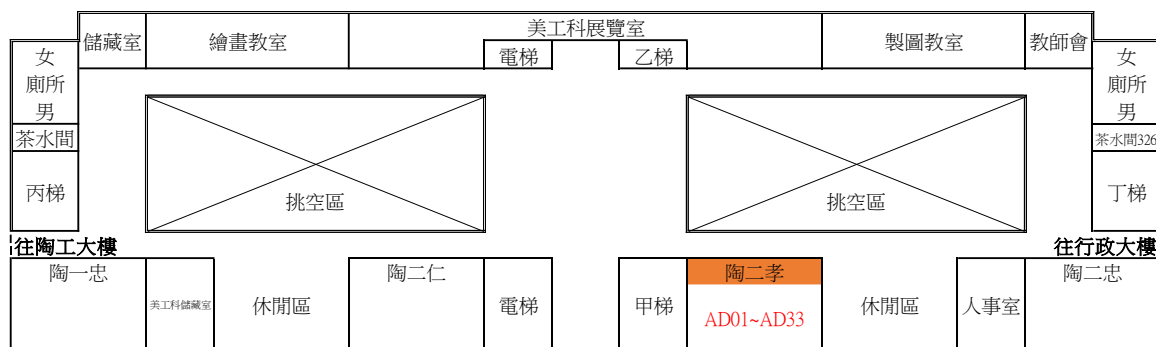 美工科展覽室
儲藏室
繪畫教室
電梯
乙梯
製圖教室
教師會
女
廁所
男
茶水間
丙梯
挑空區
挑空區
女
廁所
男
茶水間326
丁梯
往陶工大樓
往行政大樓
陶一忠
美工科儲藏室
休閒區
陶二仁
電梯
甲梯
陶二孝
AD01~AD33
休閒區
人事室
陶二忠